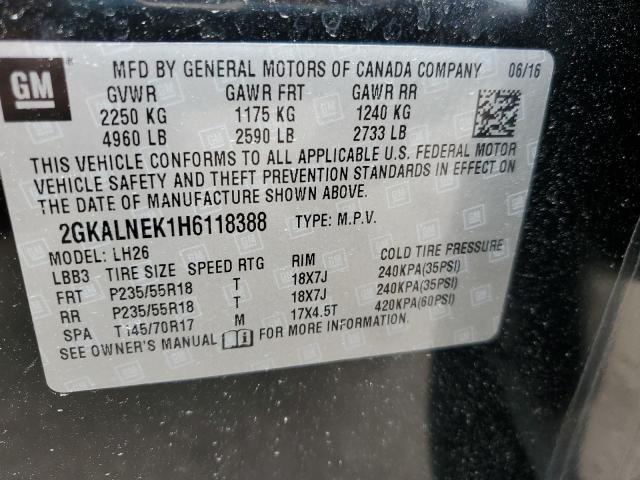 GM MFD BY GENERAL MOTORS OF CANADA COMPANY 06/16
GVWR GAWR FRT GAWR RR
2250 KG 1175 KG 1240 KG
4960 LB 2590 LB 2733 LB
THIS VEHICLE CONFORMS TO ALL APPLICABLE U.S. FEDERAL MOTOR
VEHICLE SAFETY AND THEFT PREVENTION STANDARDS IN EFFECT ON
THE DATE OF MANUFACTURE SHOWN ABOVE.
2GKALNEK1H6118388 TYPE: M.P.V.
MODEL: LH26
LBB3 TIRE SIZE SPEED RTG RIM COLD TIRE PRESSURE
FRT P235/55R18 T 18X7J 240KPA(35PSI)
RR P235/55R18 T 18X7J 240KPA(35PSI)
SPA T145/70R17 M 17X4.5T 420KPA(60PSI)
SEE OWNER'S MANUAL FOR MORE INFORMATION.